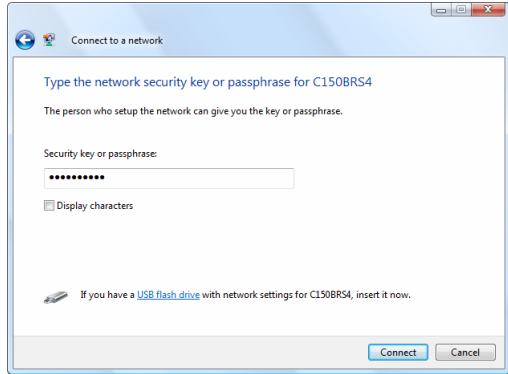 Connect to a network
Type the network security key or passphrase for C150BRS4
The person who setup the network can give you the key or passphrase.
Security key or passphrase:
••••••••••
Display characters
If you have a USB flash drive with network settings for C150BRS4, insert it now.
Connect Cancel